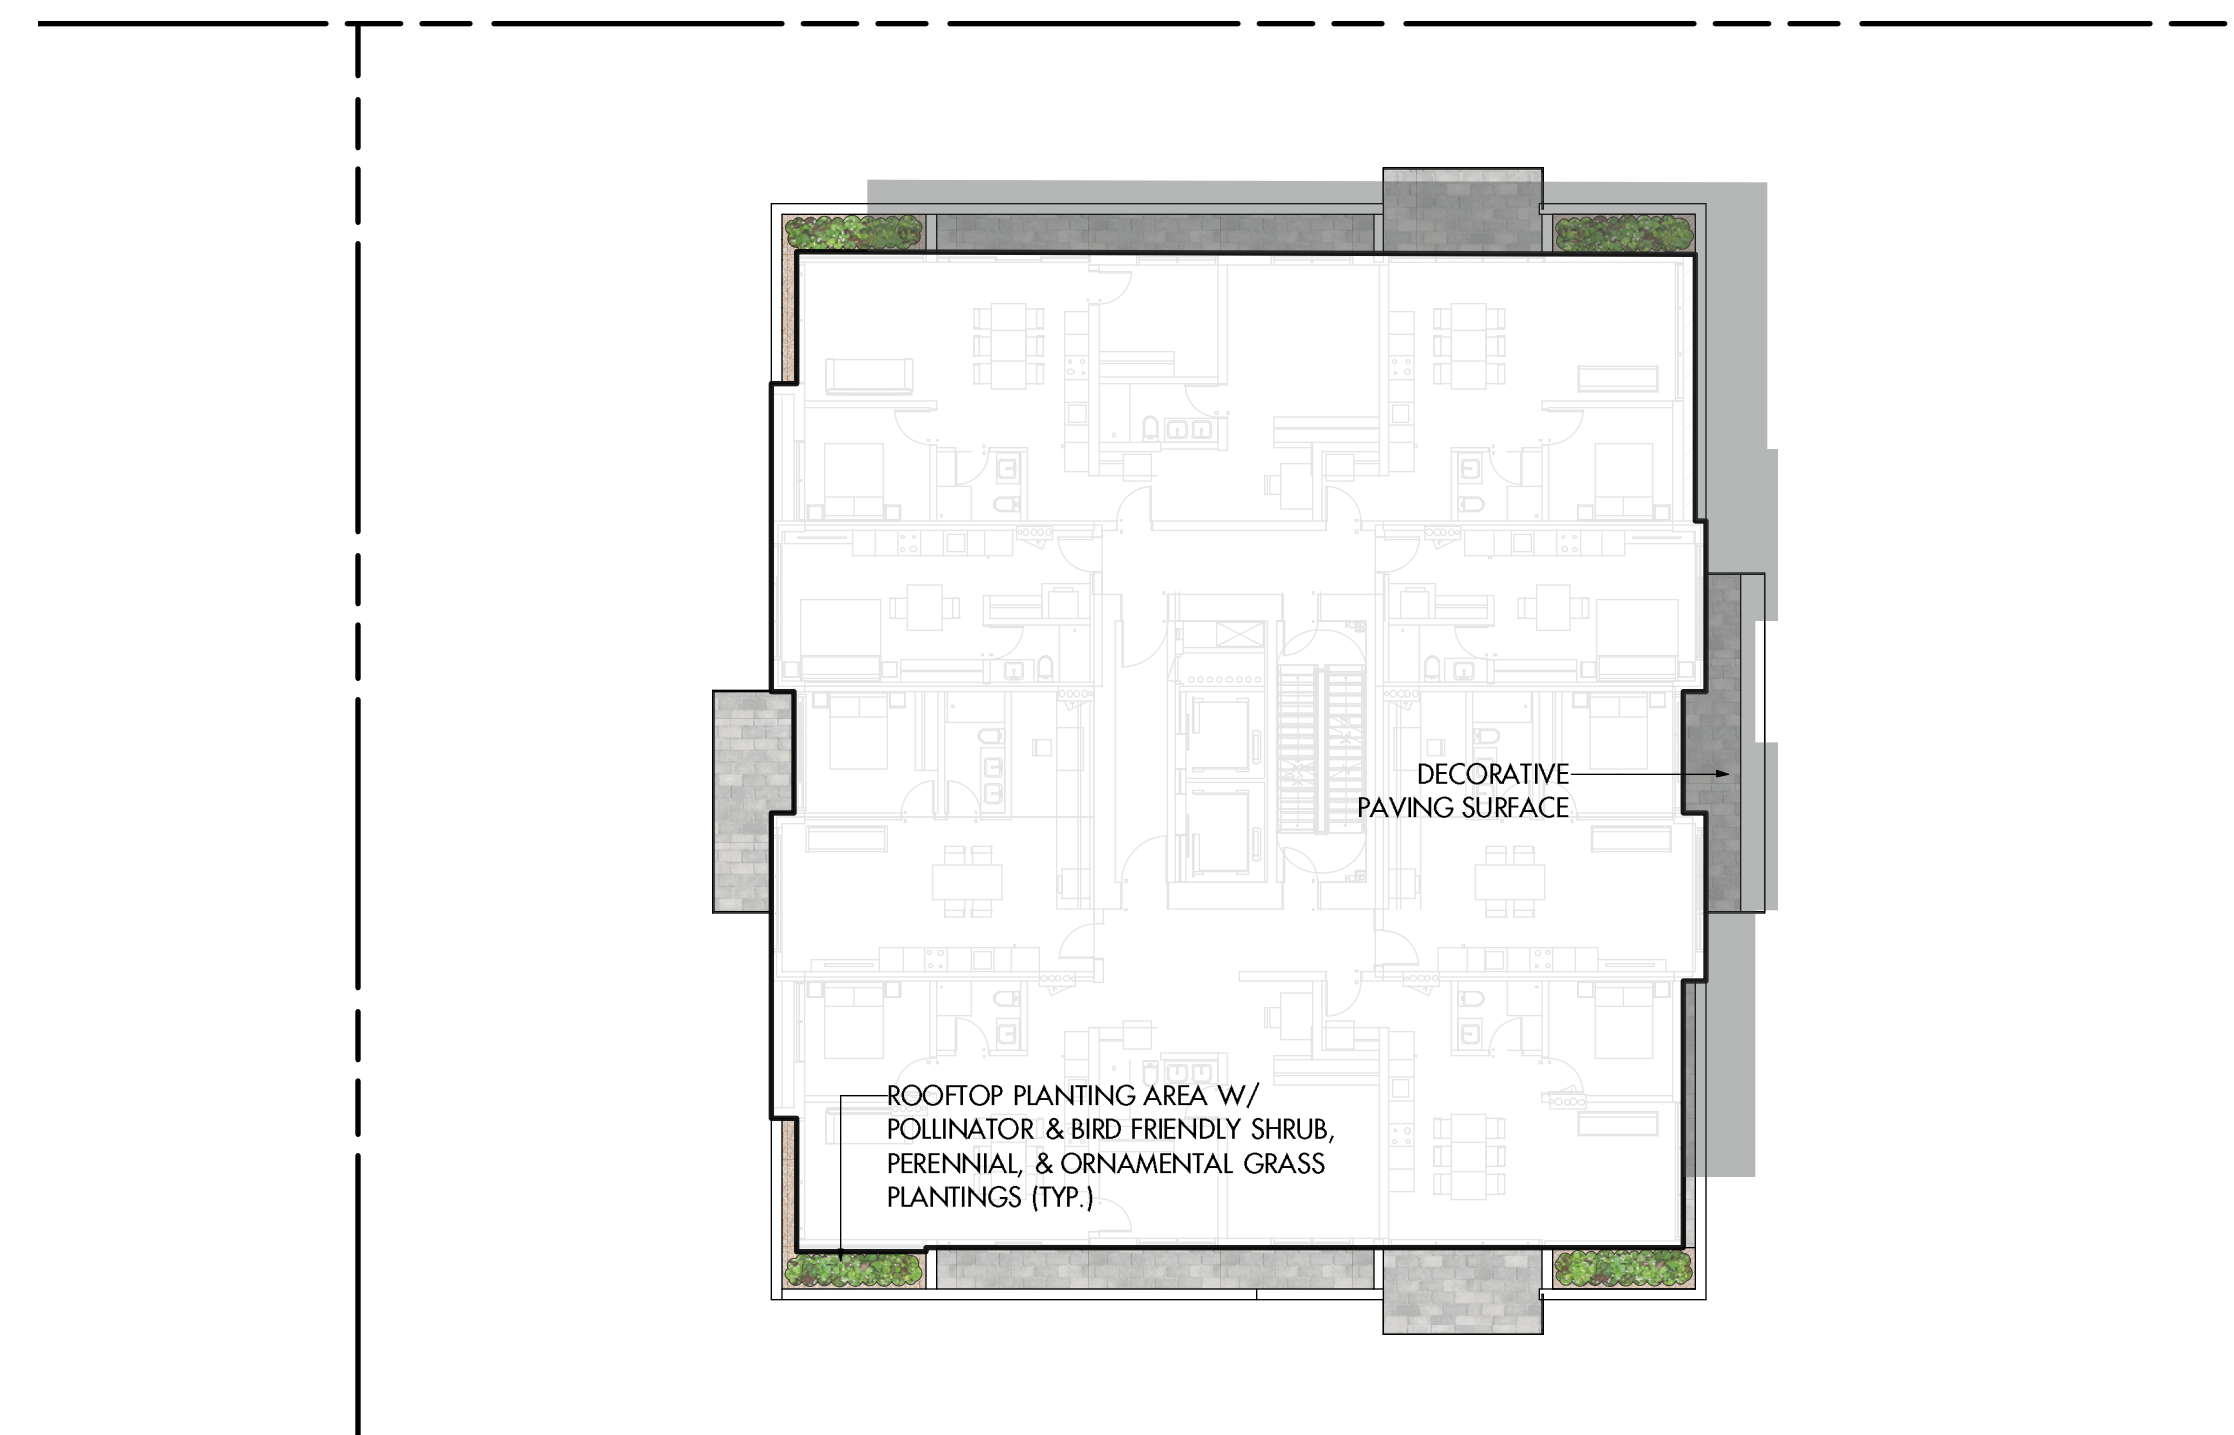 DECORATIVE
PAVING SURFACE
ROOFTOP PLANTING AREA W/
POLLINATOR & BIRD FRIENDLY SHRUB,
PERENNIAL, & ORNAMENTAL GRASS
PLANTINGS (TYP.)